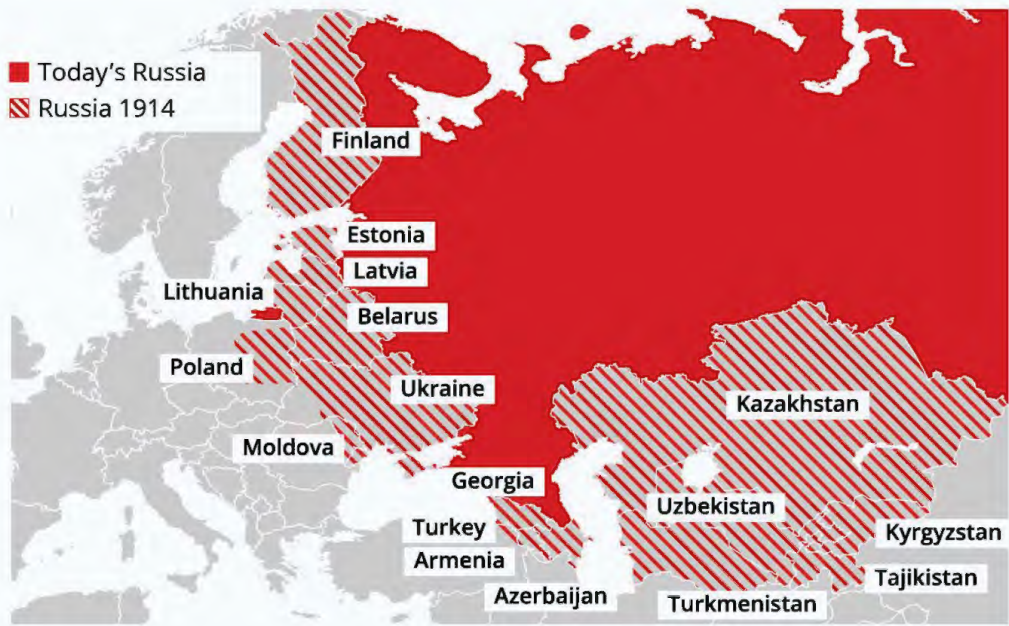 Today's Russia
Russia 1914
Finland
Estonia
Latvia
Lithuania
Belarus
Poland
Ukraine
Kazakhstan
Moldova
Georgia
Uzbekistan
Turkey
Kyrgyzstan
Armenia
Tajikistan
Azerbaijan
Turkmenistan